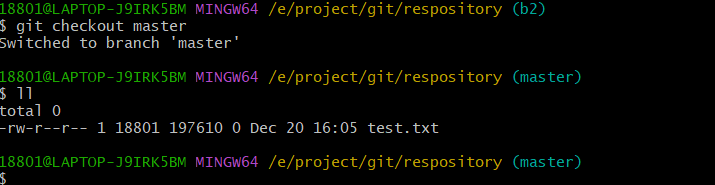 18801@LAPTOP-J9IRK5BM MINGW64 /e/project/git/respository (b2)
$ git checkout master
Switched to branch 'master'
18801@LAPTOP-J9IRK5BM MINGW64 /e/project/git/respository (master)
$ ll
total 0
-rw-r--r-- 1 18801 197610 0 Dec 20 16:05 test.txt
18801@LAPTOP-J9IRK5BM MINGW64 /e/project/git/respository (master)
$